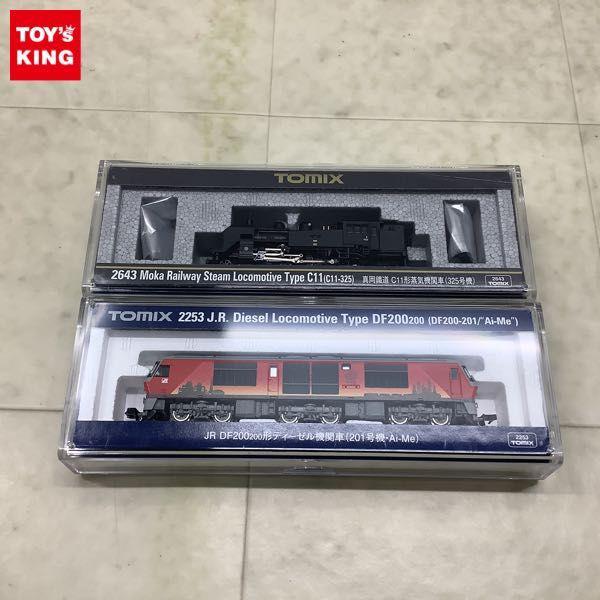 TOY'S
KING
TOMIX
2643 Moka Railway Steam Locomotive Type C11(C11-325) 真岡鐵道 C11形蒸気機関車(325号機)
2643
TOMIX
TOMIX 2253 J.R. Diesel Locomotive Type DF200200 (DF200-201/"Ai-Me")
JR DF200200形ディーゼル機関車(201号機・Ai-Me)
2253
TOMIX